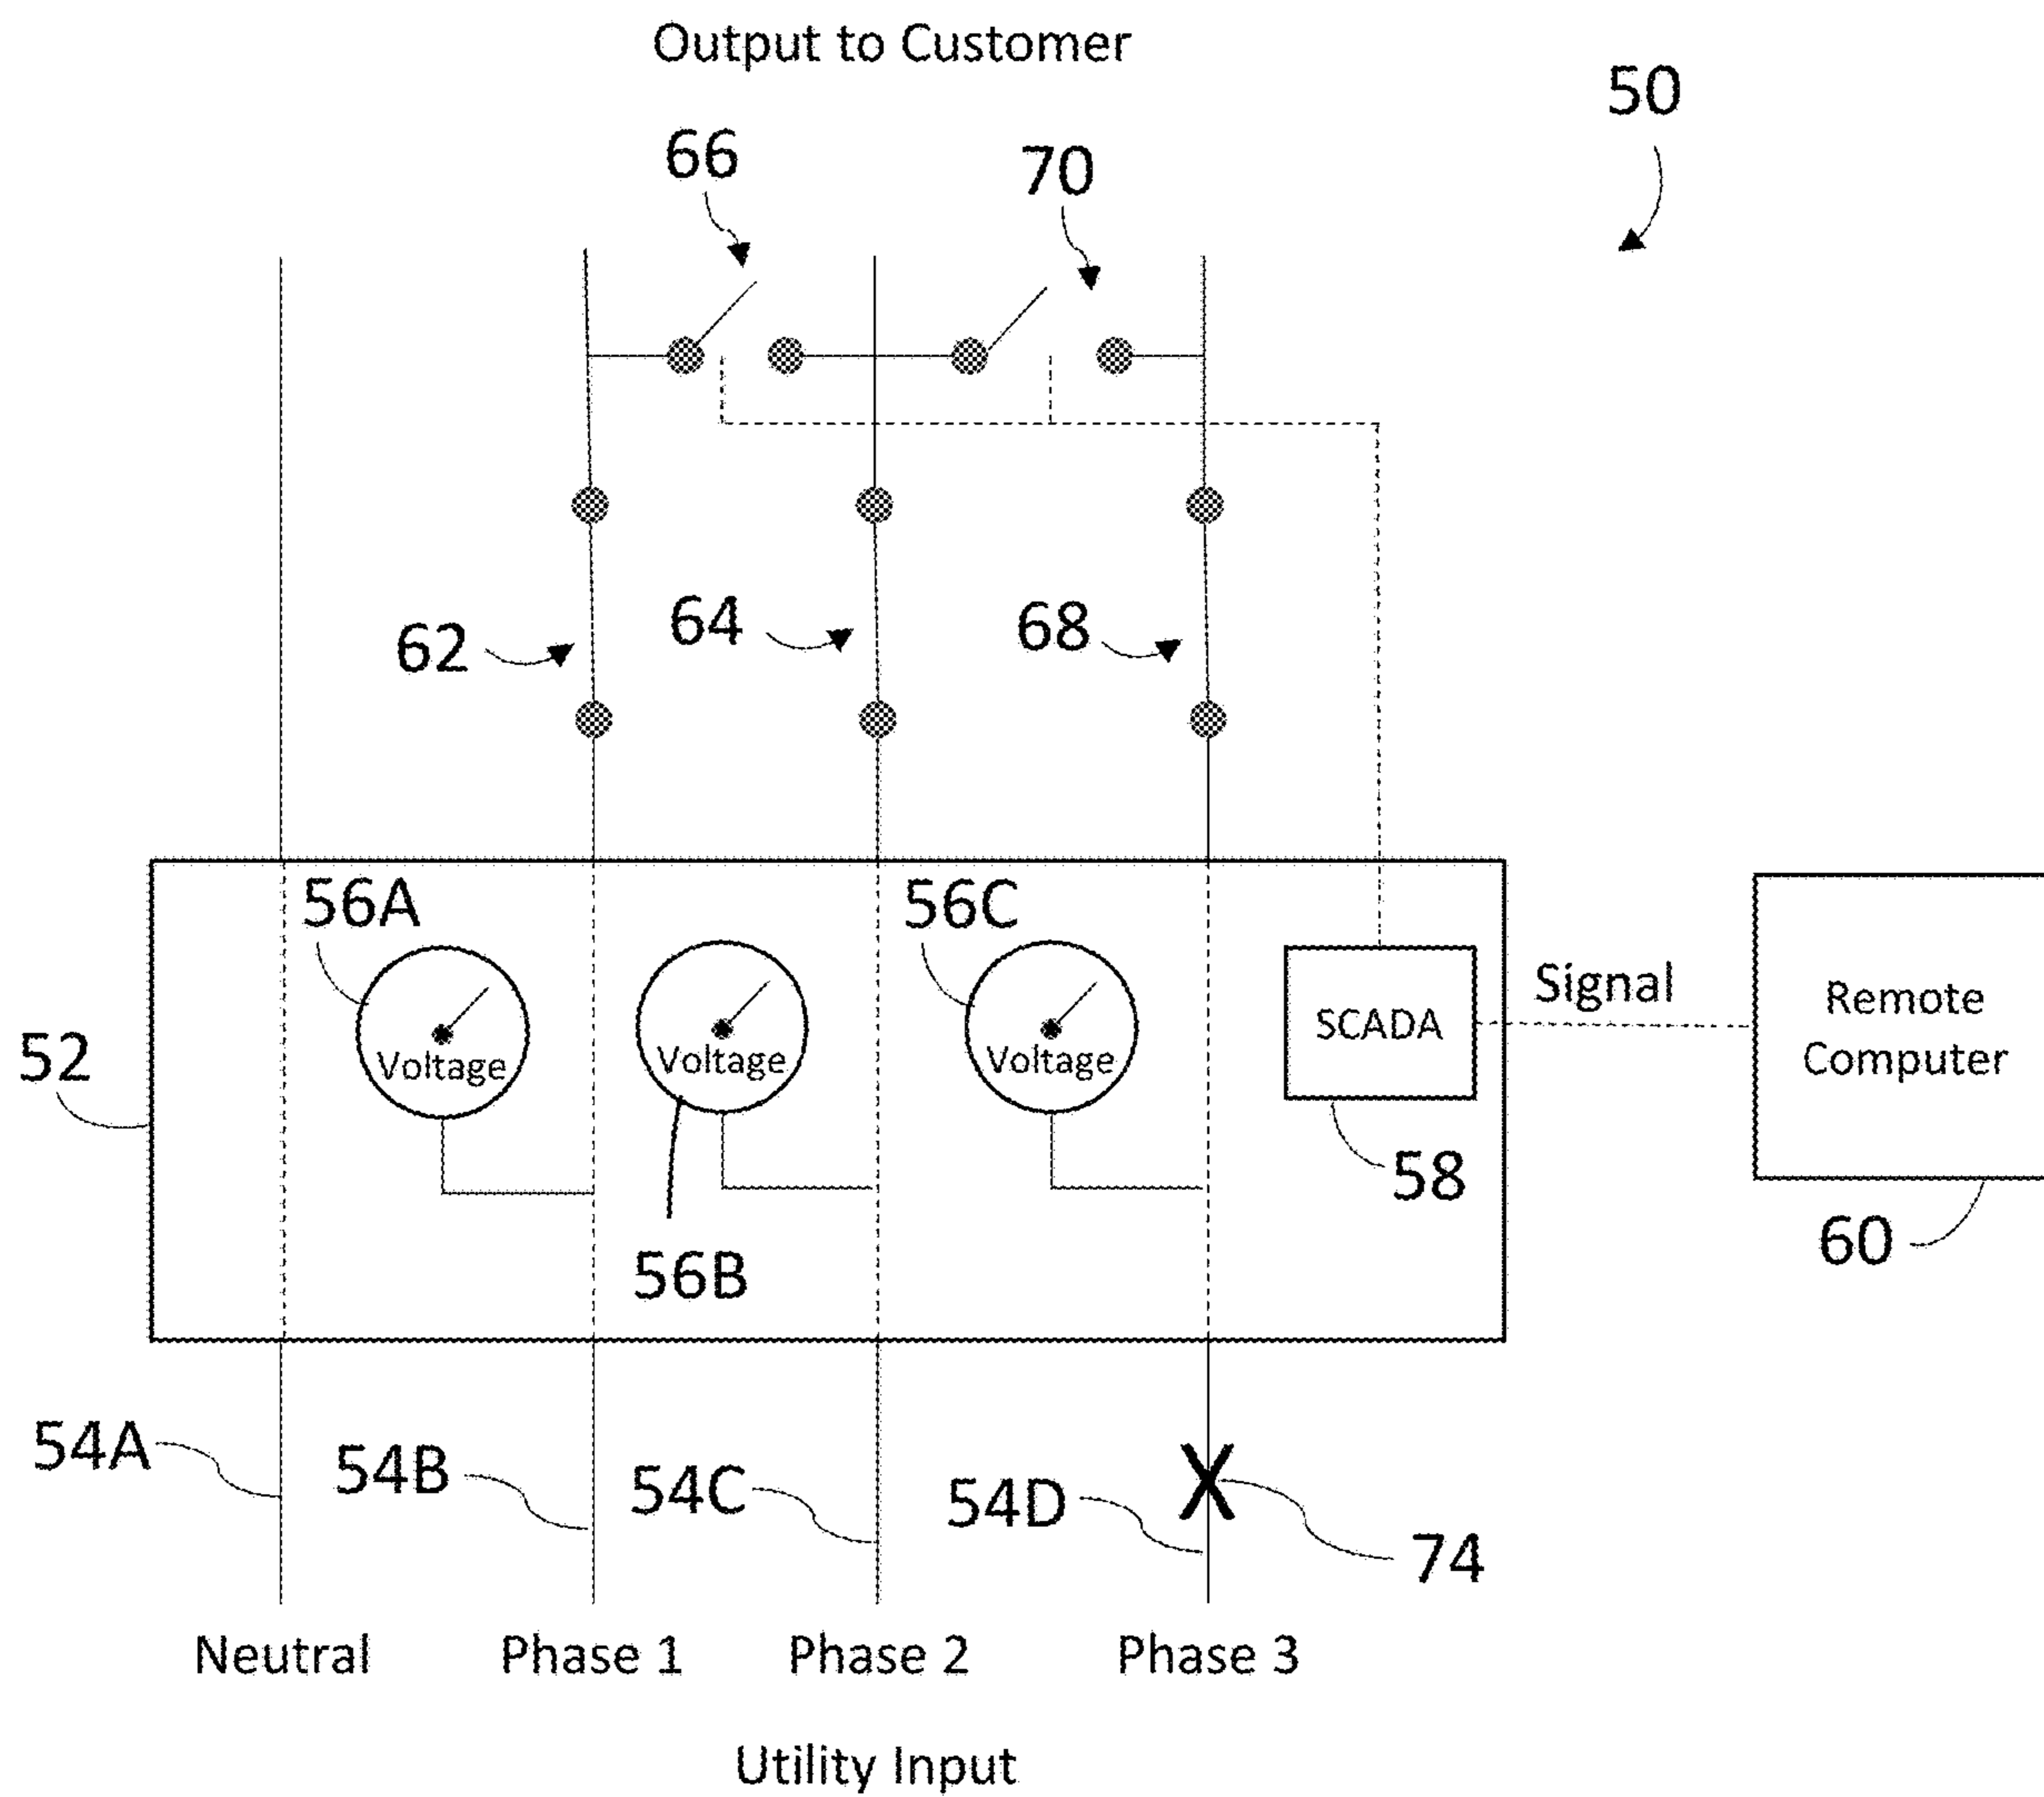 Output to Customer
50
66
70
62
64
68
56A
56C
52
Voltage
Voltage
Voltage
SCADA
Signal
Remote
Computer
56B
58
60
54A
54B
54C
54D
74
Neutral
Phase 1
Phase 2
Phase 3
Utility Input